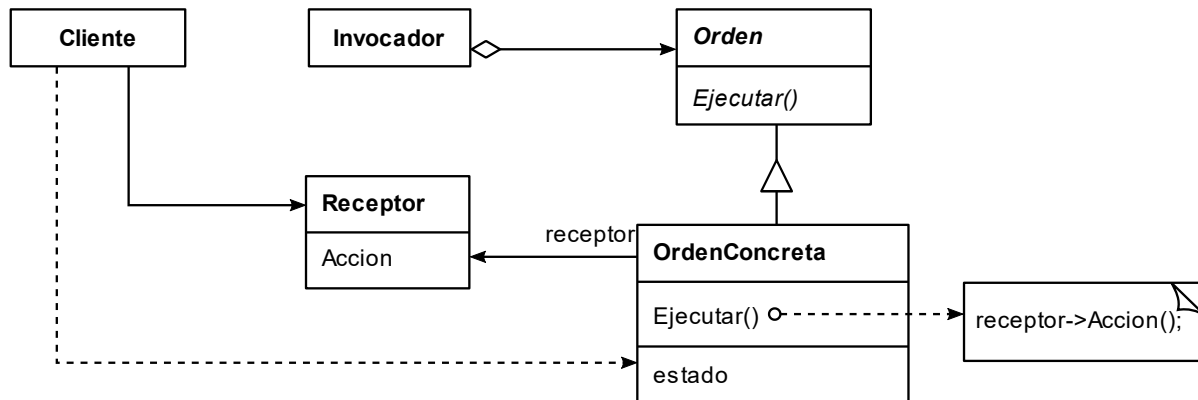 Cliente
Invocador
Orden
Ejecutar()
Receptor
Accion
receptor
OrdenConcreta
Ejecutar()
receptor->Accion();
estado